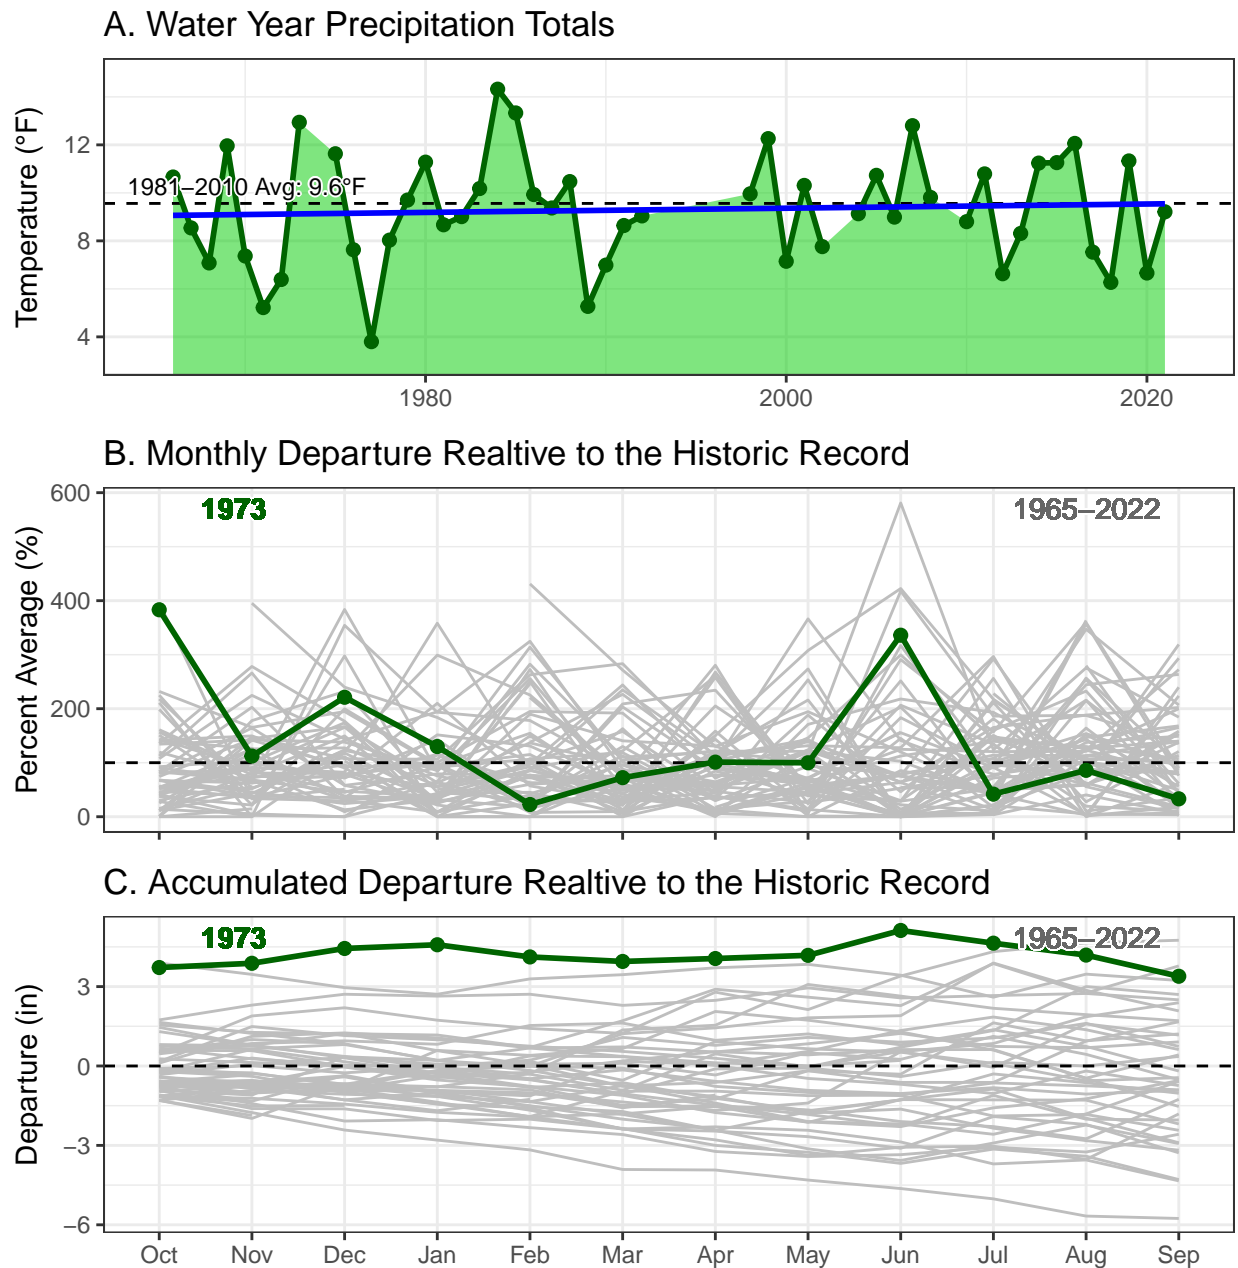 A. Water Year Precipitation Totals
Temperature (°F)
12
8
4
1981–2010 Avg: 9.6°F
1980
2000
2020
B. Monthly Departure Realtive to the Historic Record
Percent Average (%)
600
400
200
0
1973
1965–2022
C. Accumulated Departure Realtive to the Historic Record
Departure (in)
3
0
−3
−6
1973
1965–2022
Oct
Nov
Dec
Jan
Feb
Mar
Apr
May
Jun
Jul
Aug
Sep